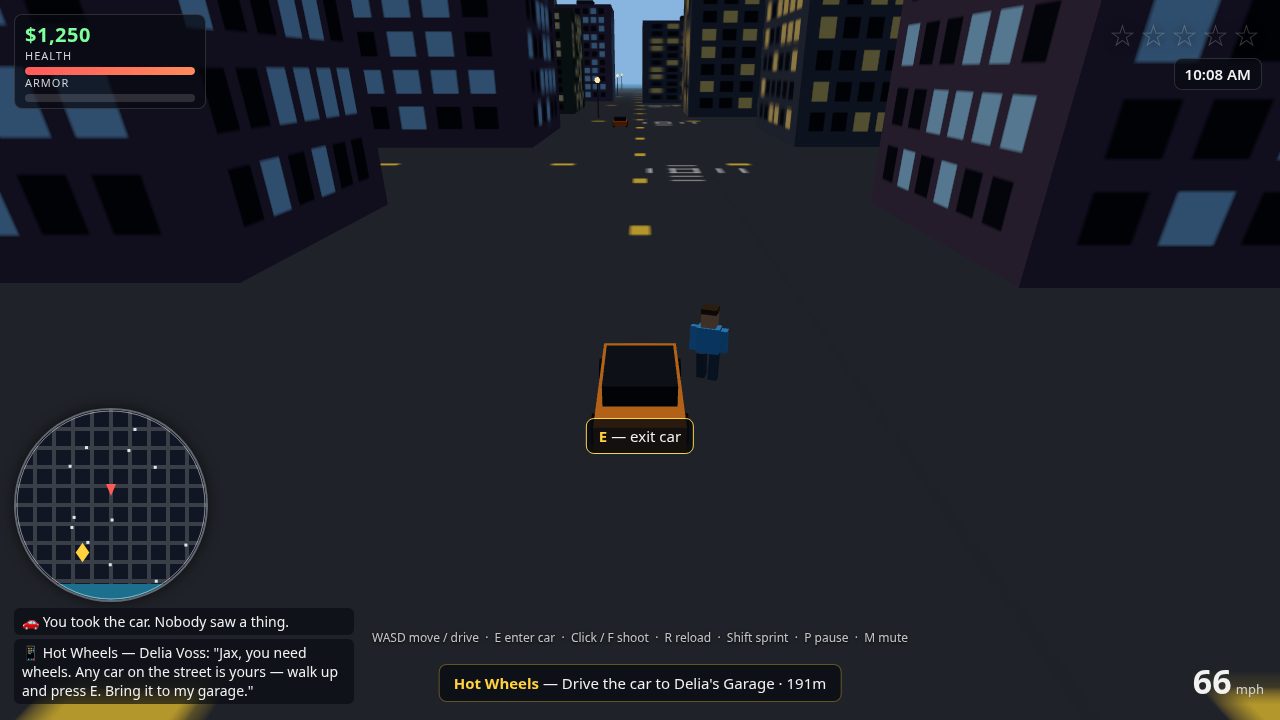 $1,250
HEALTH
ARMOR
☆☆☆☆☆
10:08 AM
E — exit car
🚗 You took the car. Nobody saw a thing.
📱 Hot Wheels — Delia Voss: "Jax, you need
wheels. Any car on the street is yours — walk up
and press E. Bring it to my garage."
WASD move / drive · E enter car · Click / F shoot · R reload · Shift sprint · P pause · M mute
Hot Wheels — Drive the car to Delia's Garage · 191m
66 mph